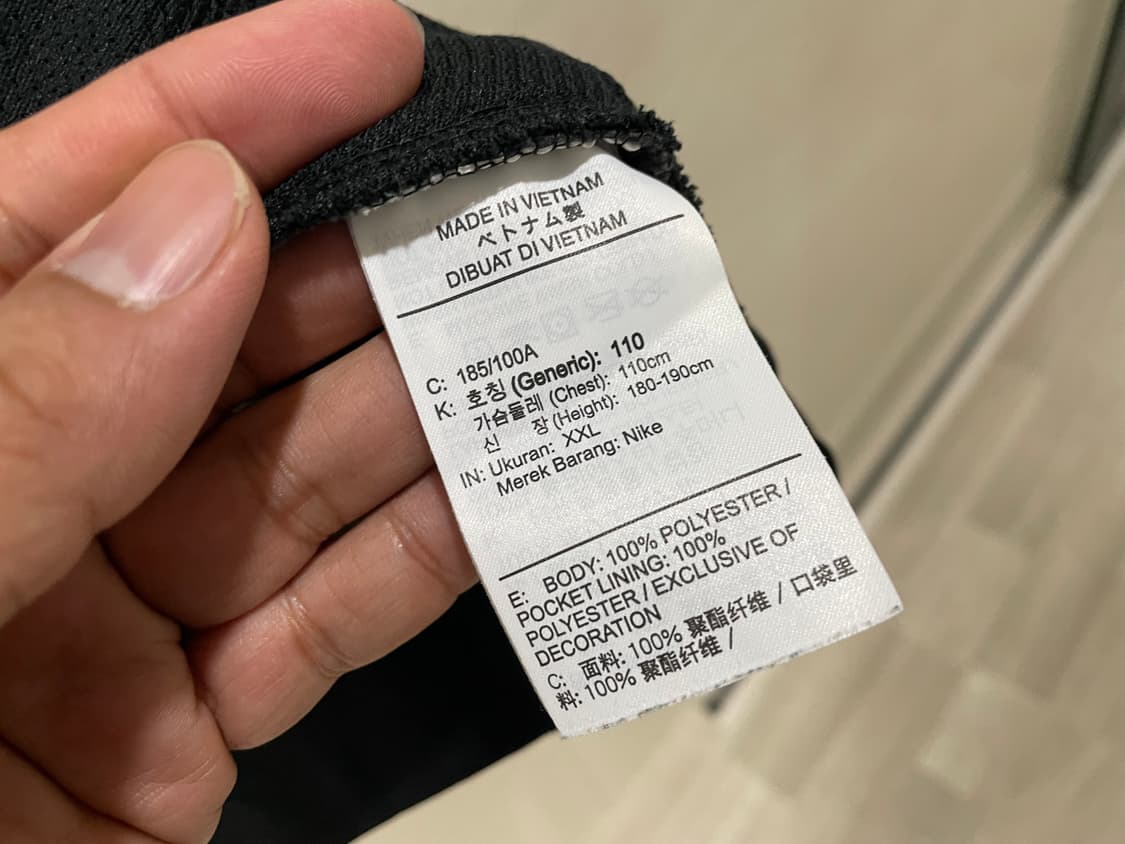 MADE IN VIETNAM
ベトナム製
DIBUAT DI VIETNAM
C: 185/100A
K: 호칭 (Generic): 110
가슴둘레 (Chest): 110cm
신 장 (Height): 180-190cm
IN: Ukuran: XXL
Merek Barang: Nike
E: BODY: 100% POLYESTER /
POCKET LINING: 100%
POLYESTER / EXCLUSIVE OF
DECORATION
C: 面料: 100% 聚酯纤维 / 口袋里
料: 100% 聚酯纤维 /